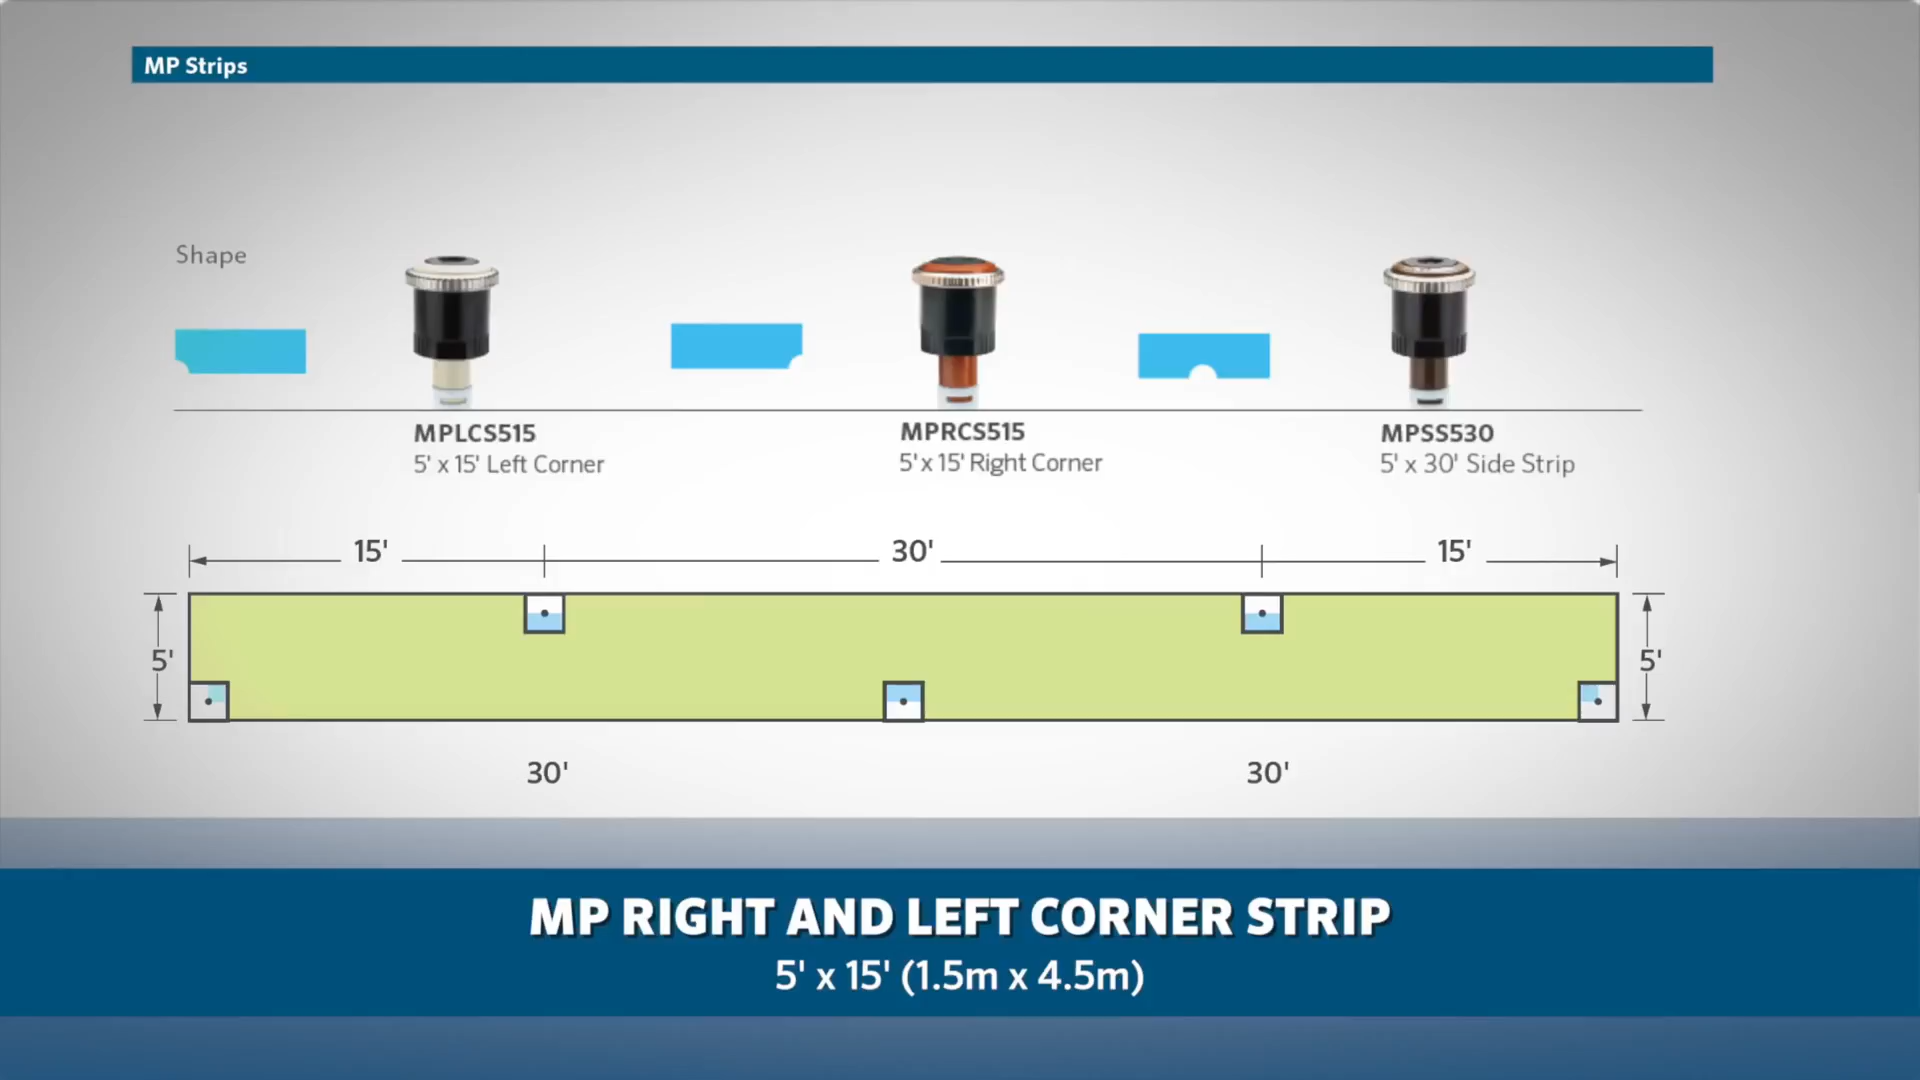 MP Strips
Shape
MPLCS515
5' x 15' Left Corner
MPRCS515
5' x 15' Right Corner
MPSS530
5' x 30' Side Strip
15'
30'
15'
5'
5'
30'
30'
MP RIGHT AND LEFT CORNER STRIP
5' x 15' (1.5m x 4.5m)